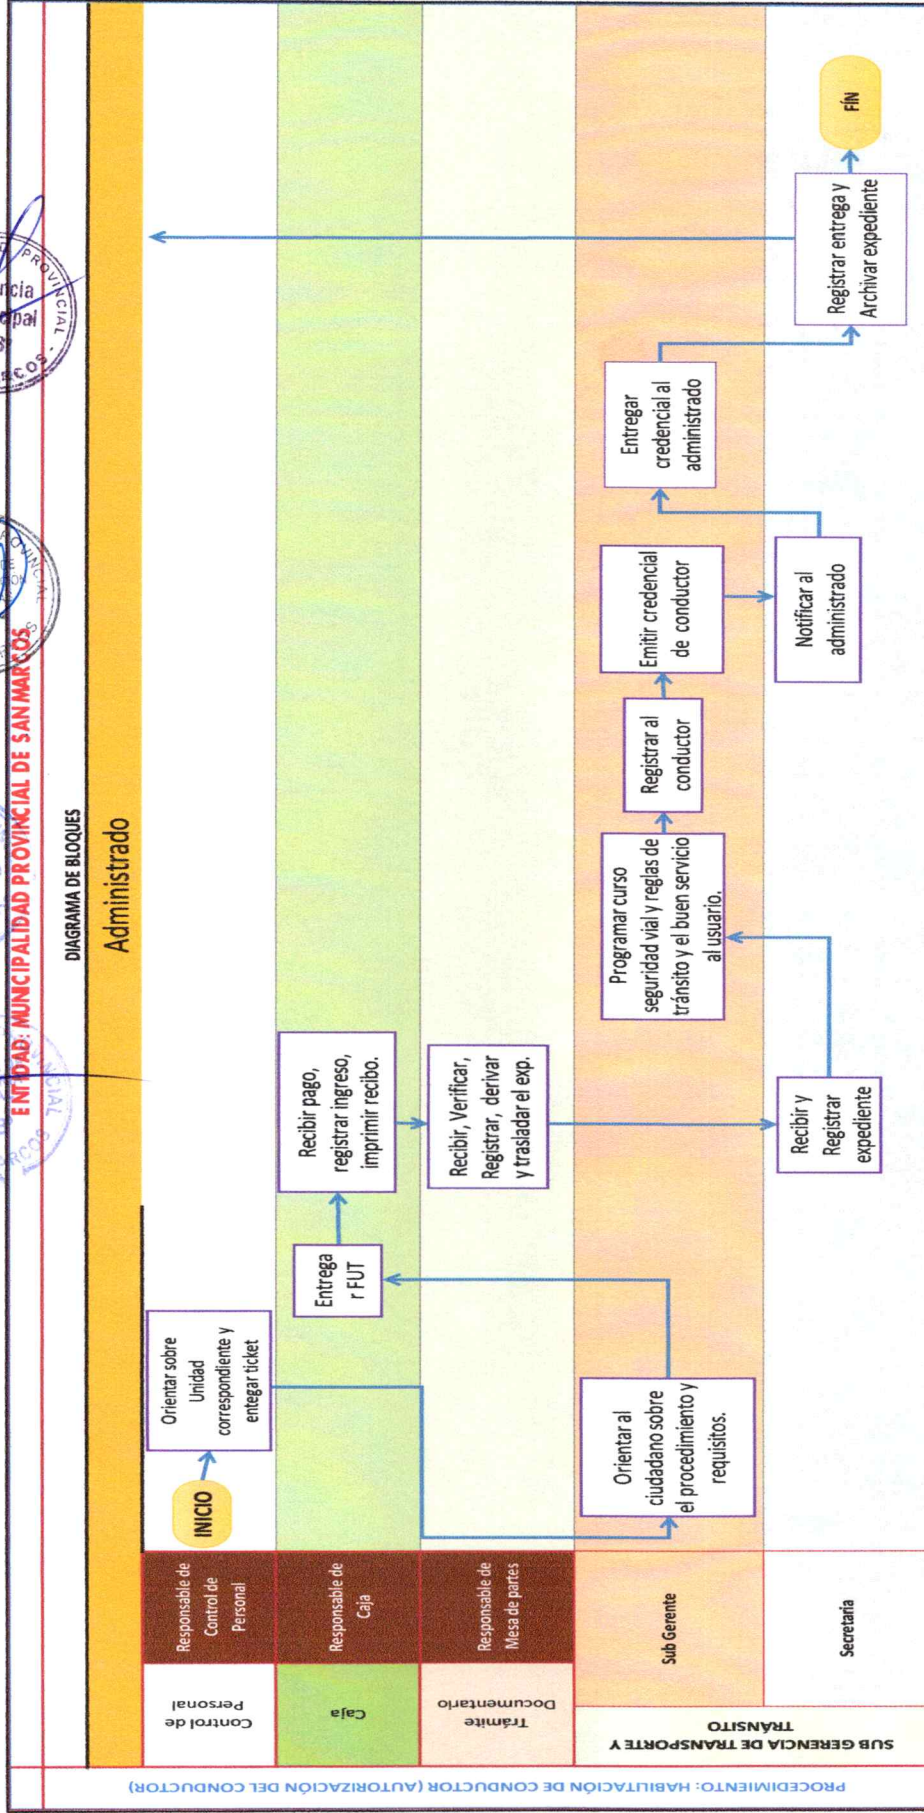 ENTIDAD: MUNICIPALIDAD PROVINCIAL DE SAN MARCOS
DIAGRAMA DE BLOQUES
Administrado
PROCEDIMIENTO: HABILITACIÓN DE CONDUCTOR (AUTORIZACIÓN DEL CONDUCTOR)
Control de
Personal
Responsable de
Control de
Personal
INICIO
Orientar sobre
Unidad
correspondiente y
entegar ticket
Caja
Responsable de
Caja
Entrega
r FUT
Recibir pago,
registrar ingreso,
imprimir recibo.
Trámite
Documentario
Responsable de
Mesa de partes
Recibir, Verificar,
Registrar, derivar
y trasladar el exp.
SUB GERENCIA DE TRANSPORTE Y
TRÁNSITO
Sub Gerente
Orientar al
ciudadano sobre
el procedimiento y
requisitos.
Programar curso
seguridad vial y reglas de
tránsito y el buen servicio
al usuario.
Registrar al
conductor
Emitir credencial
de conductor
Entregar
credencial al
administrado
Secretaria
Recibir y
Registrar
expediente
Notificar al
administrado
Registrar entrega y
Archivar expediente
FÍN
PROVINCIAL